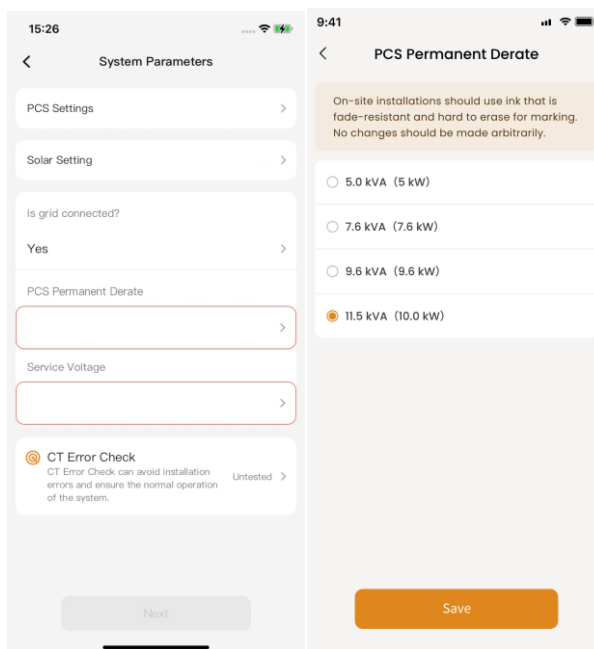 15:26
System Parameters
PCS Settings
Solar Setting
Is grid connected?
Yes
PCS Permanent Derate
Service Voltage
CT Error Check
CT Error Check can avoid installation
errors and ensure the normal operation
of the system.
Untested
Next
9:41
PCS Permanent Derate
On-site installations should use ink that is
fade-resistant and hard to erase for marking.
No changes should be made arbitrarily.
5.0 kVA (5 kW)
7.6 kVA (7.6 kW)
9.6 kVA (9.6 kW)
11.5 kVA (10.0 kW)
Save